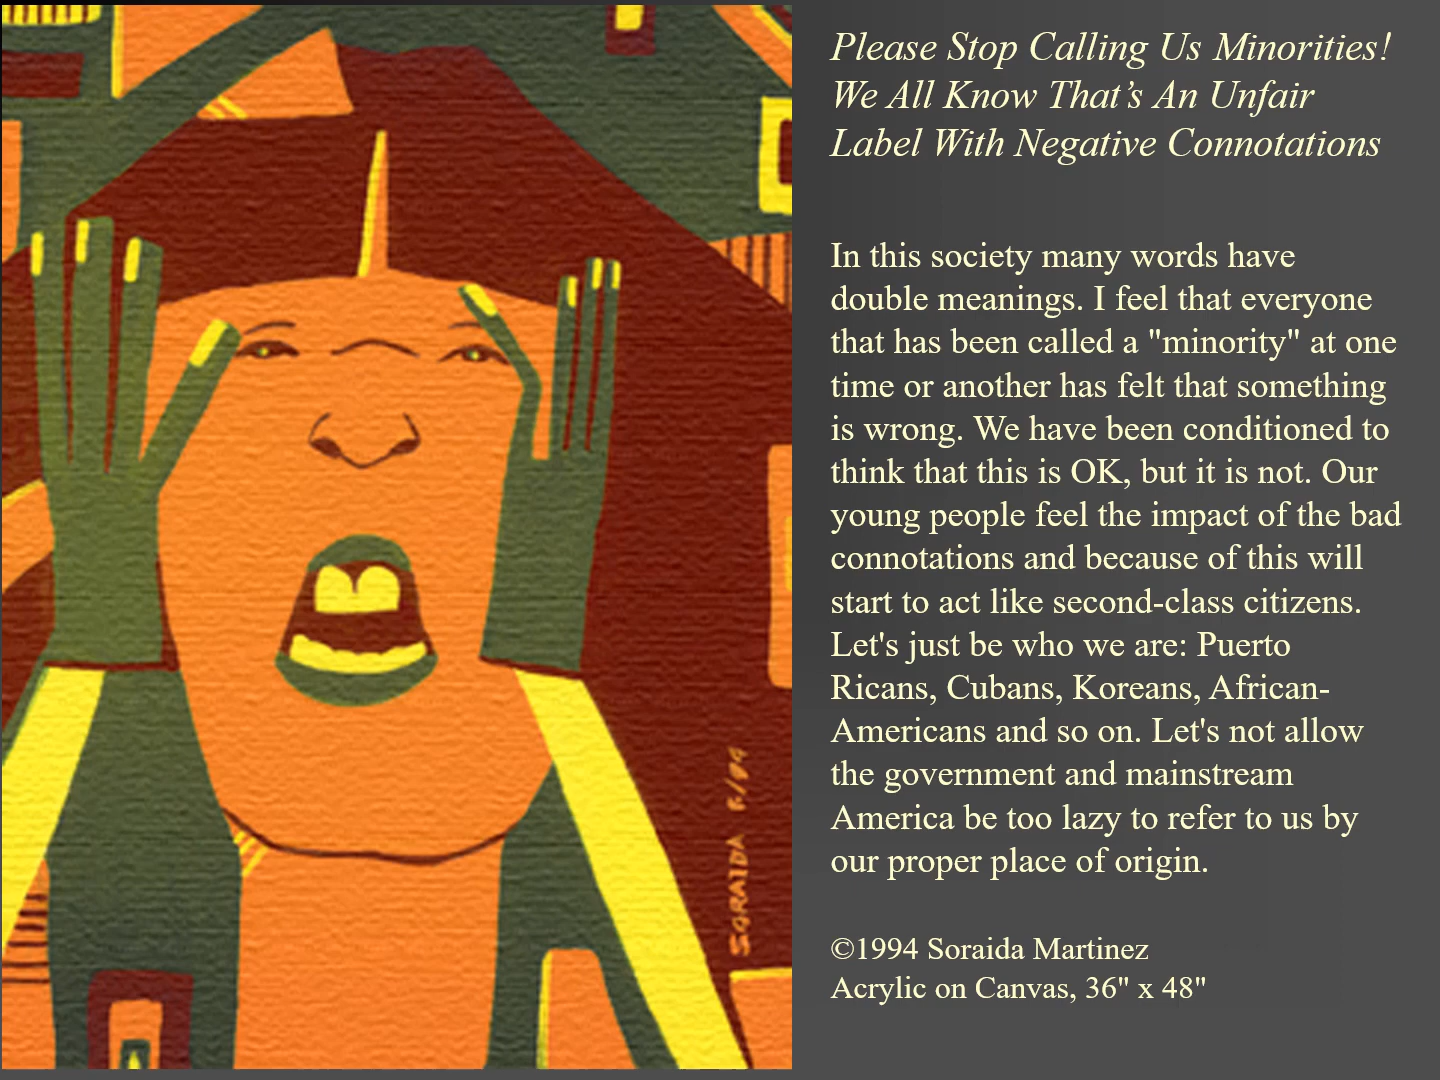 Please Stop Calling Us Minorities!
We All Know That’s An Unfair
Label With Negative Connotations
In this society many words have
double meanings. I feel that everyone
that has been called a "minority" at one
time or another has felt that something
is wrong. We have been conditioned to
think that this is OK, but it is not. Our
young people feel the impact of the bad
connotations and because of this will
start to act like second-class citizens.
Let's just be who we are: Puerto
Ricans, Cubans, Koreans, African-
Americans and so on. Let's not allow
the government and mainstream
America be too lazy to refer to us by
our proper place of origin.
©1994 Soraida Martinez
Acrylic on Canvas, 36" x 48"
SORAIDA